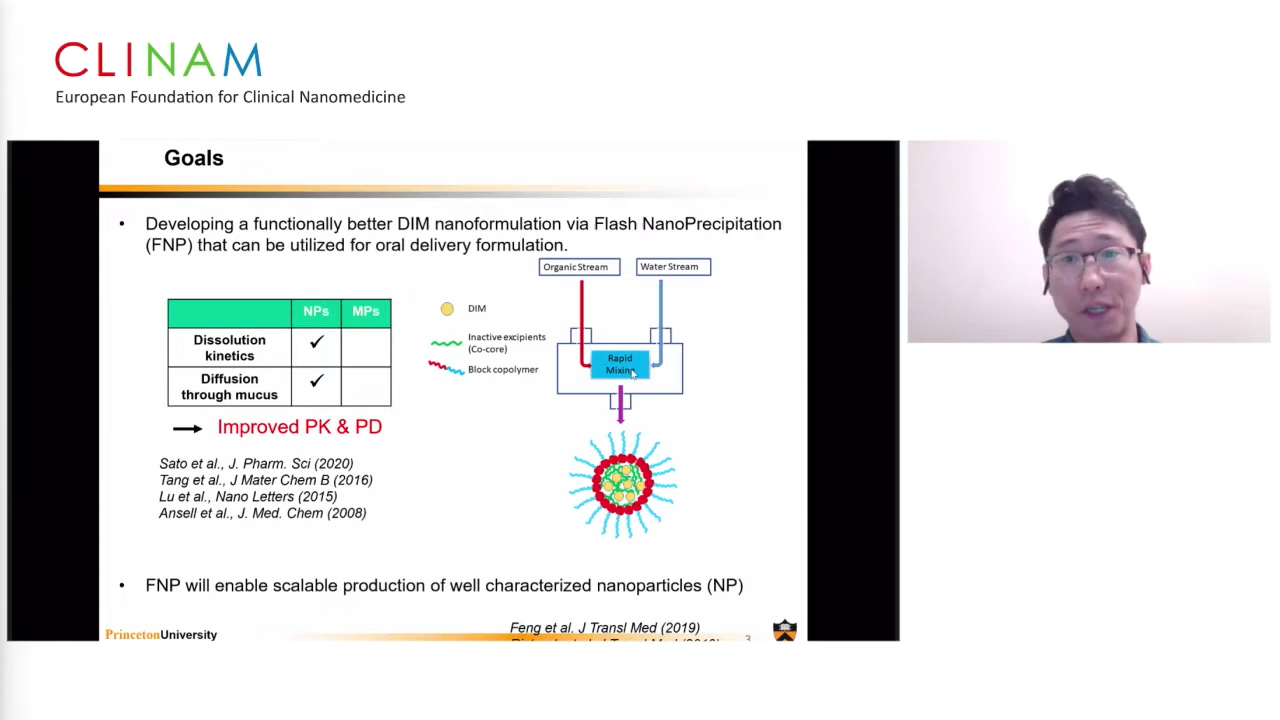 CLINAM
European Foundation for Clinical Nanomedicine
Goals
• Developing a functionally better DIM nanoformulation via Flash NanoPrecipitation
(FNP) that can be utilized for oral delivery formulation.
Organic Stream
Water Stream
NPs
MPs
Dissolution
kinetics
✓
Diffusion
through mucus
✓
Improved PK & PD
DIM
Inactive excipients
(Co-core)
Block copolymer
Rapid
Mixing
Sato et al., J. Pharm. Sci (2020)
Tang et al., J Mater Chem B (2016)
Lu et al., Nano Letters (2015)
Ansell et al., J. Med. Chem (2008)
• FNP will enable scalable production of well characterized nanoparticles (NP)
PrincetonUniversity
Feng et al. J Transl Med (2019)
3